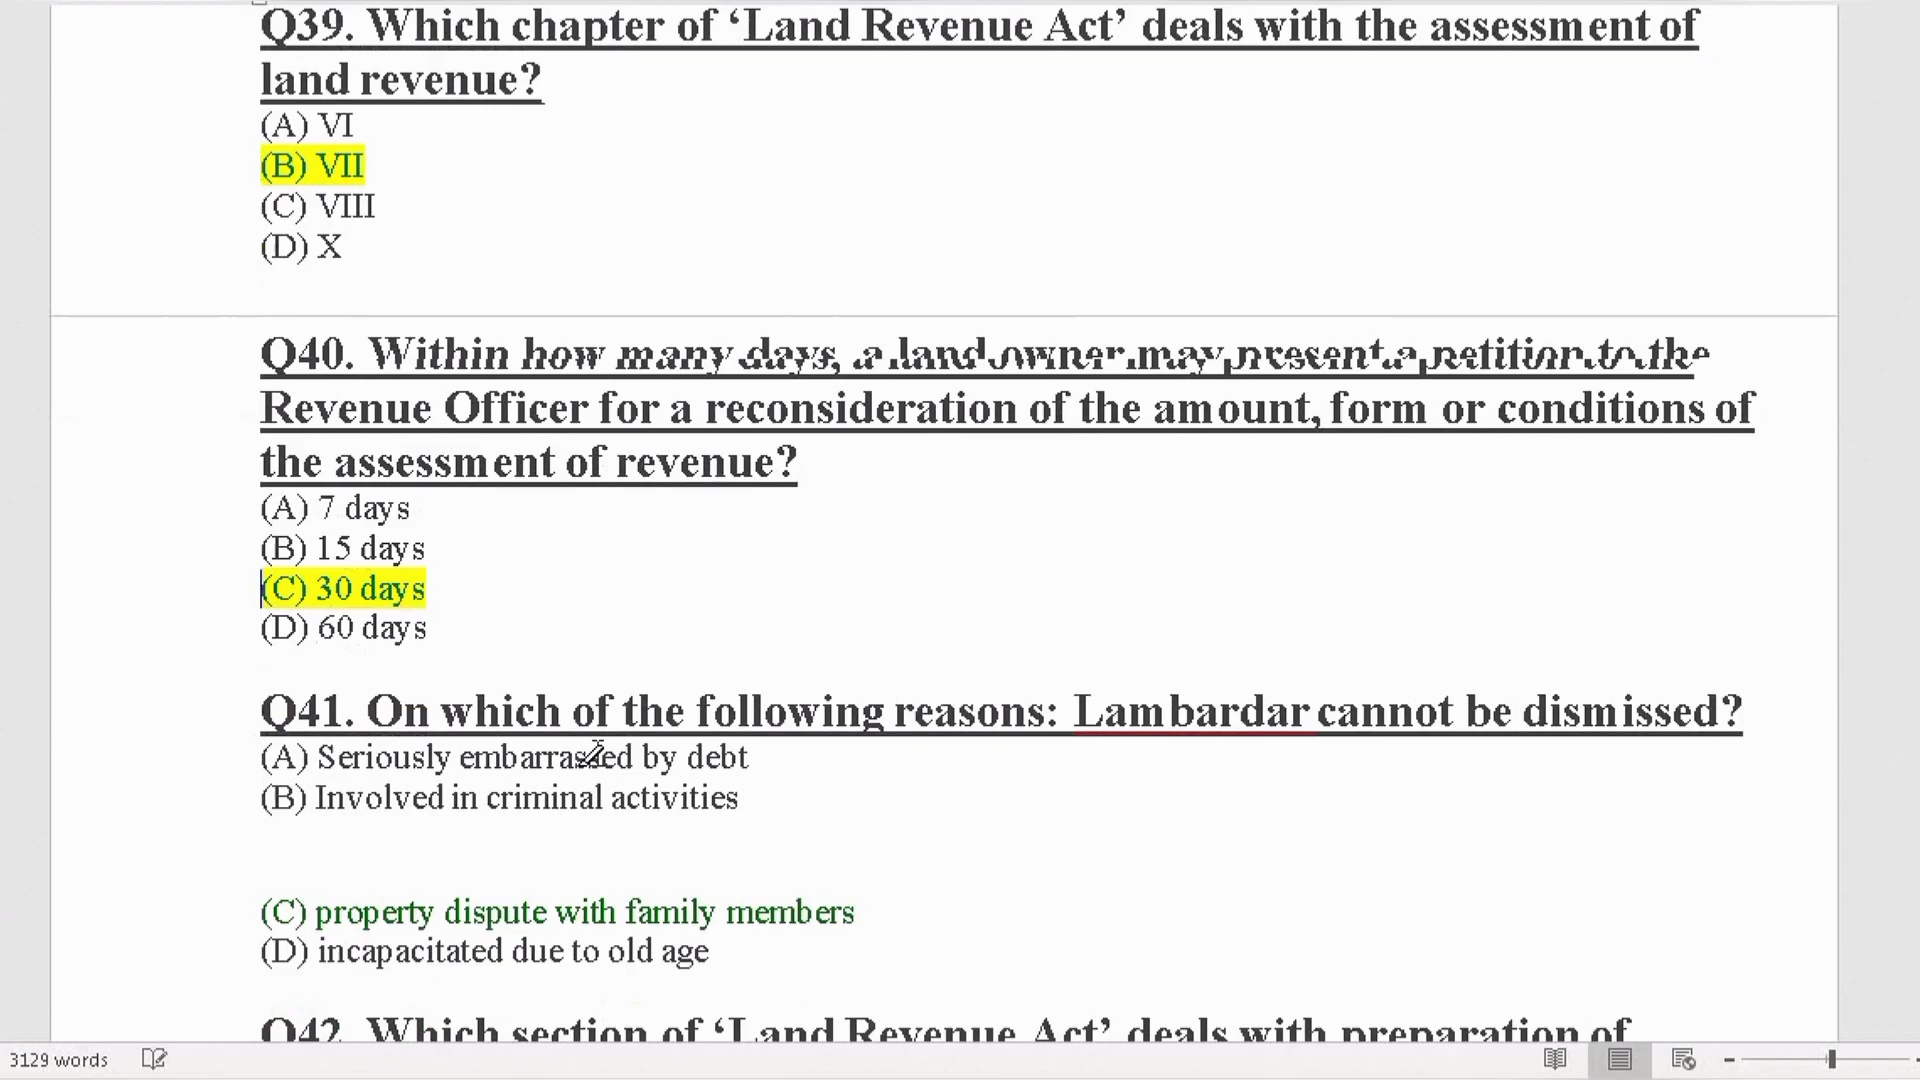 Q39. Which chapter of ‘Land Revenue Act’ deals with the assessment of
land revenue?
(A) VI
(B) VII
(C) VIII
(D) X
Q40. Within how many days, a land owner may present a petition to the
Revenue Officer for a reconsideration of the amount, form or conditions of
the assessment of revenue?
(A) 7 days
(B) 15 days
(C) 30 days
(D) 60 days
Q41. On which of the following reasons: Lambardar cannot be dismissed?
(A) Seriously embarrassed by debt
(B) Involved in criminal activities
(C) property dispute with family members
(D) incapacitated due to old age
Q42. Which section of ‘Land Revenue Act’ deals with preparation of
3129 words